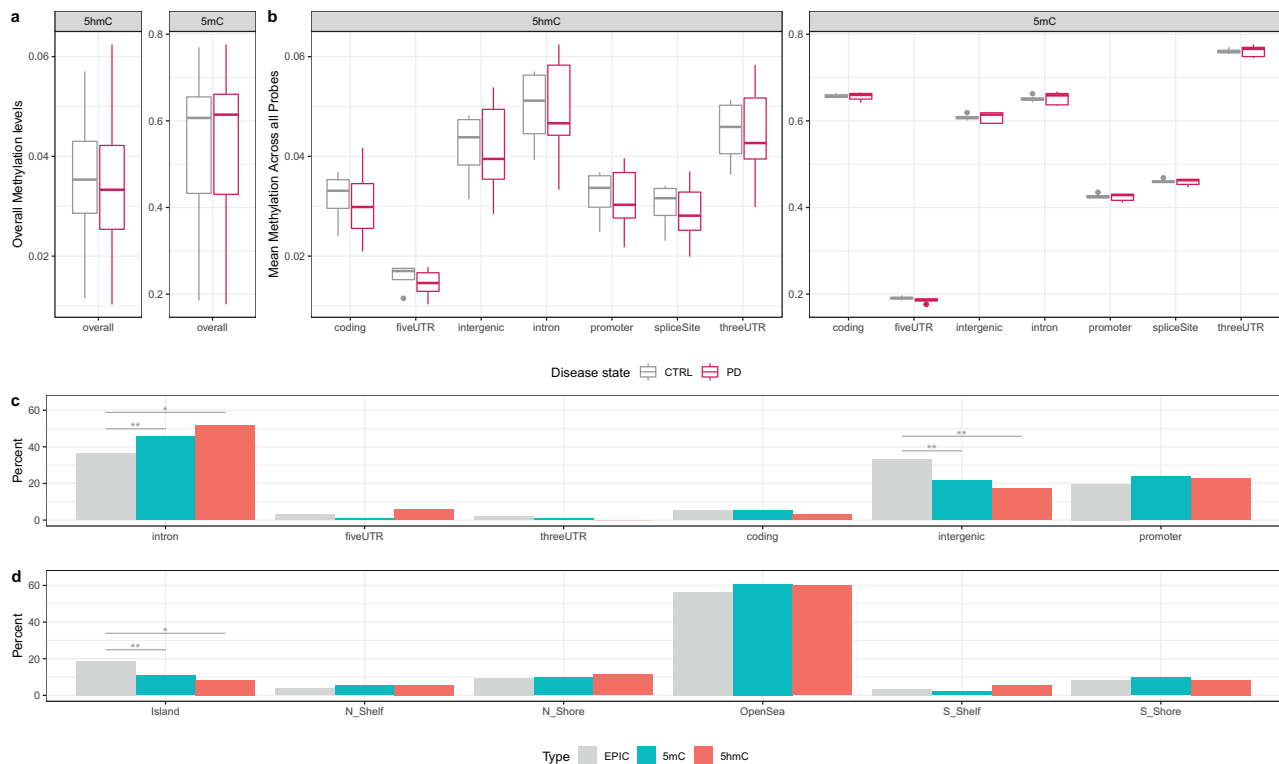 a
b
5hmC
5mC
5hmC
5mC
Overall Methylation levels
0.06
0.04
0.02
0.8
0.6
0.4
0.2
overall
overall
Mean Methylation Across all Probes
0.06
0.04
0.02
coding
fiveUTR
intergenic
intron
promoter
spliceSite
threeUTR
0.8
0.6
0.4
0.2
coding
fiveUTR
intergenic
intron
promoter
spliceSite
threeUTR
Disease state CTRL PD
c
Percent
60
40
20
0
*
**
**
**
intron
fiveUTR
threeUTR
coding
intergenic
promoter
d
Percent
60
40
20
0
*
**
Island
N_Shelf
N_Shore
OpenSea
S_Shelf
S_Shore
Type EPIC 5mC 5hmC